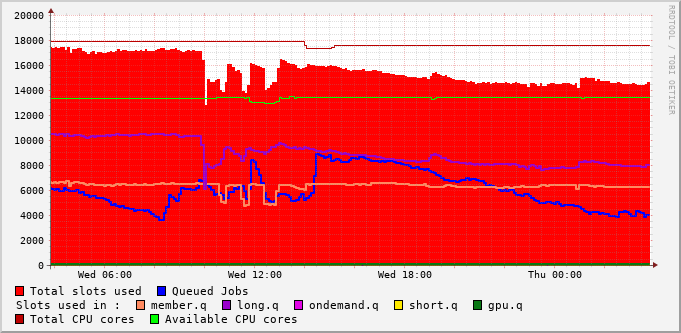 RRDTOOL / TOBI OETIKER
20000
18000
16000
14000
12000
10000
8000
6000
4000
2000
0
Wed 06:00 Wed 12:00 Wed 18:00 Thu 00:00
Total slots used Queued Jobs
Slots used in : member.q long.q ondemand.q short.q gpu.q
Total CPU cores Available CPU cores